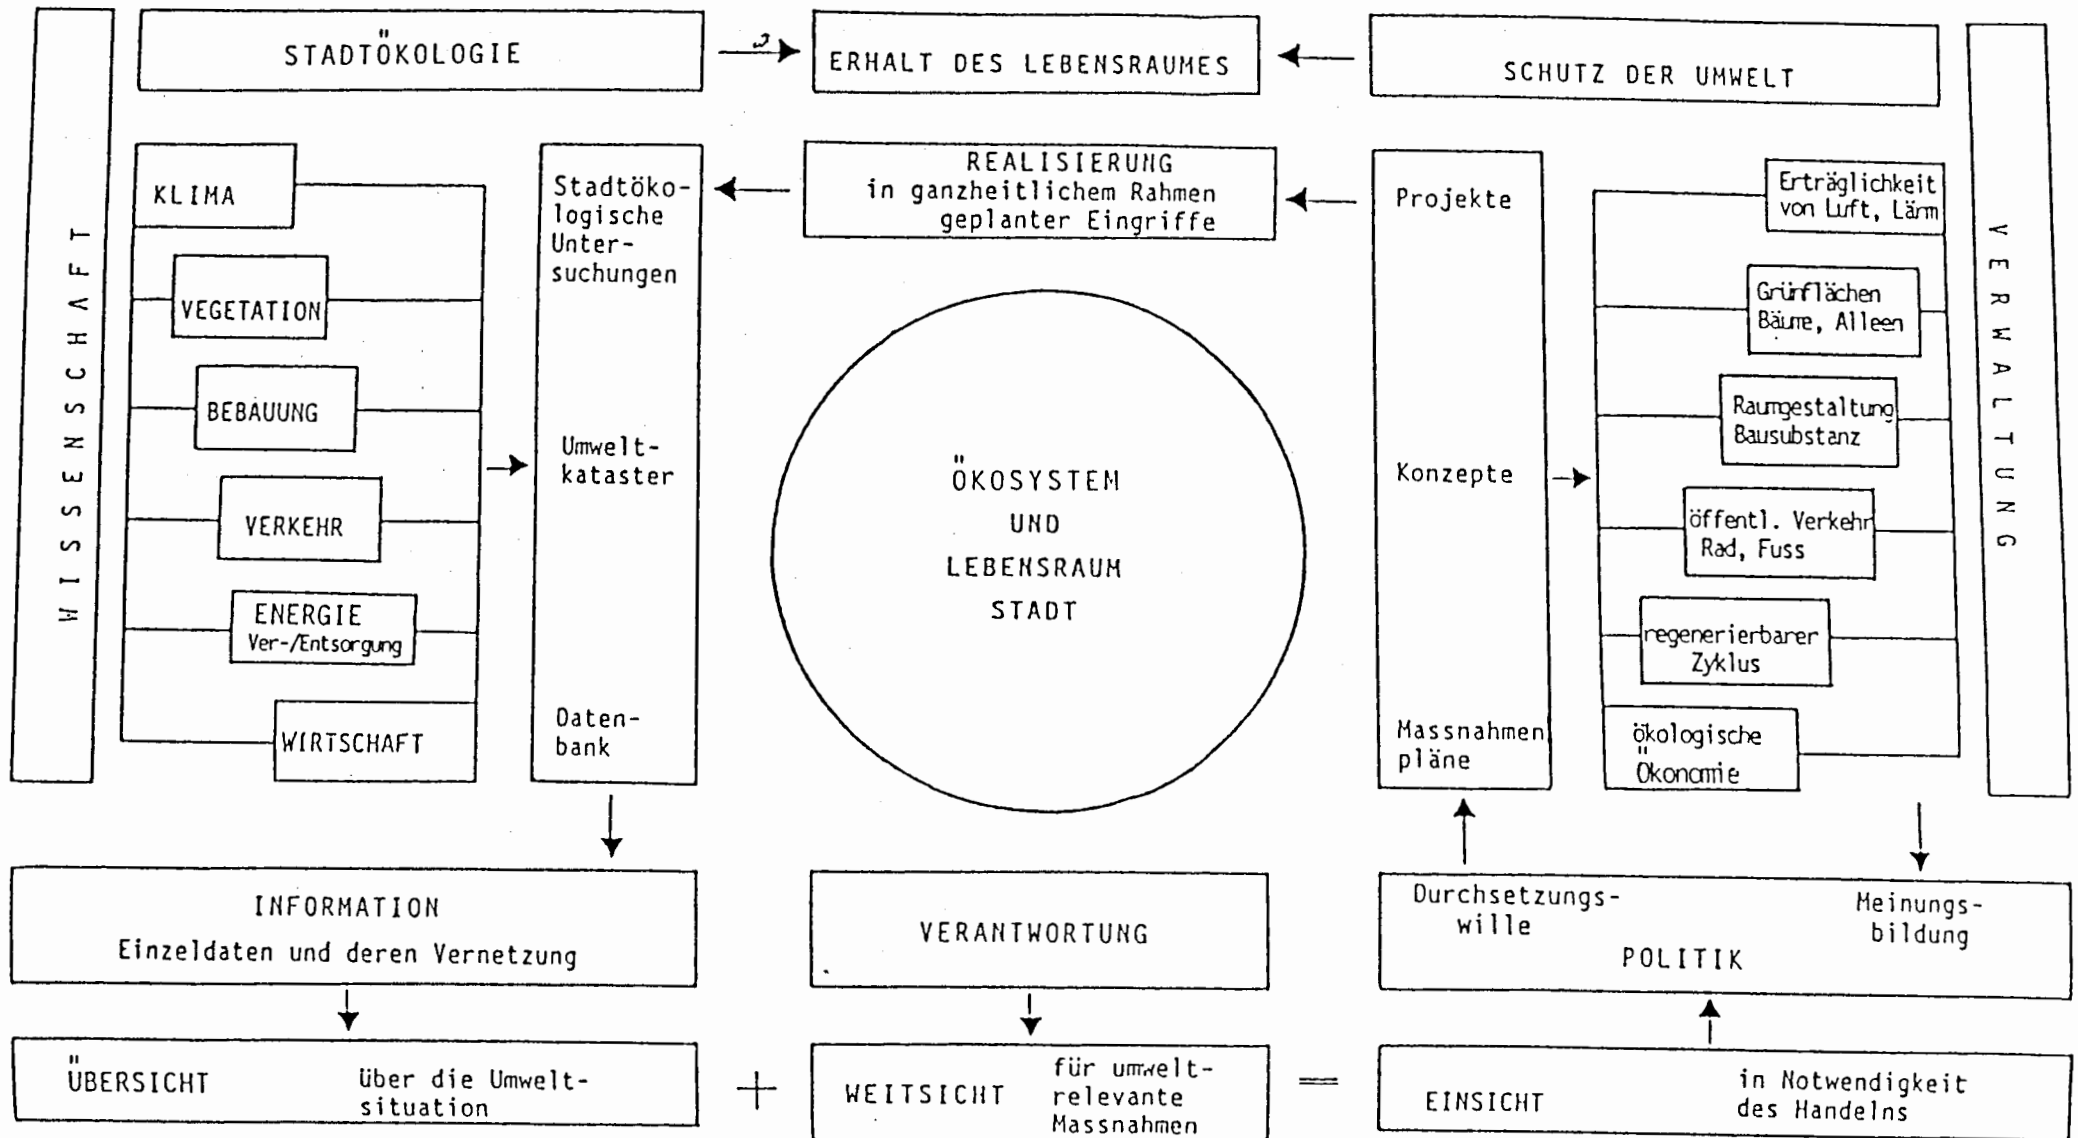 STADTÖKOLOGIE
ERHALT DES LEBENSRAUMES
SCHUTZ DER UMWELT
WISSENSCHAFT
KLIMA
VEGETATION
BEBAUUNG
VERKEHR
ENERGIE
Ver-/Entsorgung
WIRTSCHAFT
Stadtöko-
logische
Unter-
suchungen
Umwelt-
kataster
Daten-
bank
REALISIERUNG
in ganzheitlichem Rahmen
geplanter Eingriffe
ÖKOSYSTEM
UND
LEBENSRAUM
STADT
Projekte
Konzepte
Massnahmen
pläne
Erträglichkeit
von Luft, Lärm
Grünflächen
Bäume, Alleen
Raumgestaltung
Bausubstanz
öffentl. Verkehr
Rad, Fuss
regenerierbarer
Zyklus
ökologische
Ökonomie
VERWALTUNG
INFORMATION
Einzeldaten und deren Vernetzung
VERANTWORTUNG
Durchsetzungs-
wille
Meinungs-
bildung
POLITIK
ÜBERSICHT
über die Umwelt-
situation
+
WEITSICHT
für umwelt-
relevante
Massnahmen
=
EINSICHT
in Notwendigkeit
des Handelns